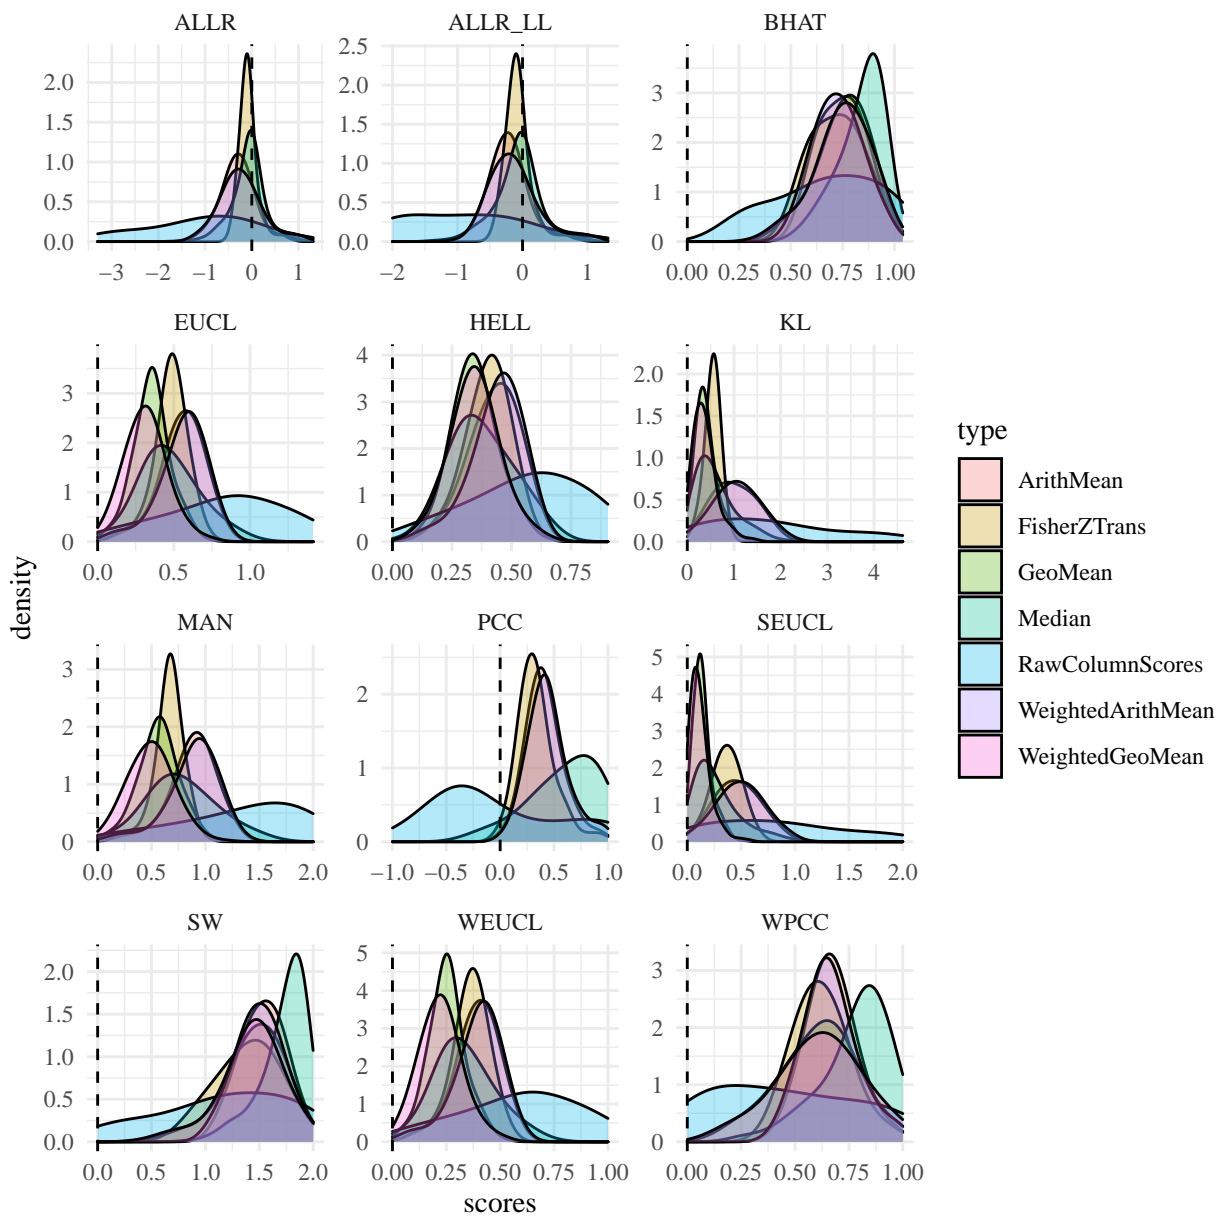 ALLR ALLR_LL BHAT
2.0
1.5
1.0
0.5
0.0
−3 −2 −1 0 1
2.5
2.0
1.5
1.0
0.5
0.0
−2 −1 0 1
3
2
1
0
0.00 0.25 0.50 0.75 1.00
EUCL HELL KL
3
2
1
0
0.0 0.5 1.0
4
3
2
1
0
0.00 0.25 0.50 0.75
2.0
1.5
1.0
0.5
0.0
0 1 2 3 4
MAN PCC SEUCL
3
2
1
0
0.0 0.5 1.0 1.5 2.0
2
1
0
−1.0 −0.5 0.0 0.5 1.0
5
4
3
2
1
0
0.0 0.5 1.0 1.5 2.0
SW WEUCL WPCC
2.0
1.5
1.0
0.5
0.0
0.0 0.5 1.0 1.5 2.0
5
4
3
2
1
0
0.00 0.25 0.50 0.75 1.00
3
2
1
0
0.00 0.25 0.50 0.75 1.00
density
scores
type
ArithMean
FisherZTrans
GeoMean
Median
RawColumnScores
WeightedArithMean
WeightedGeoMean